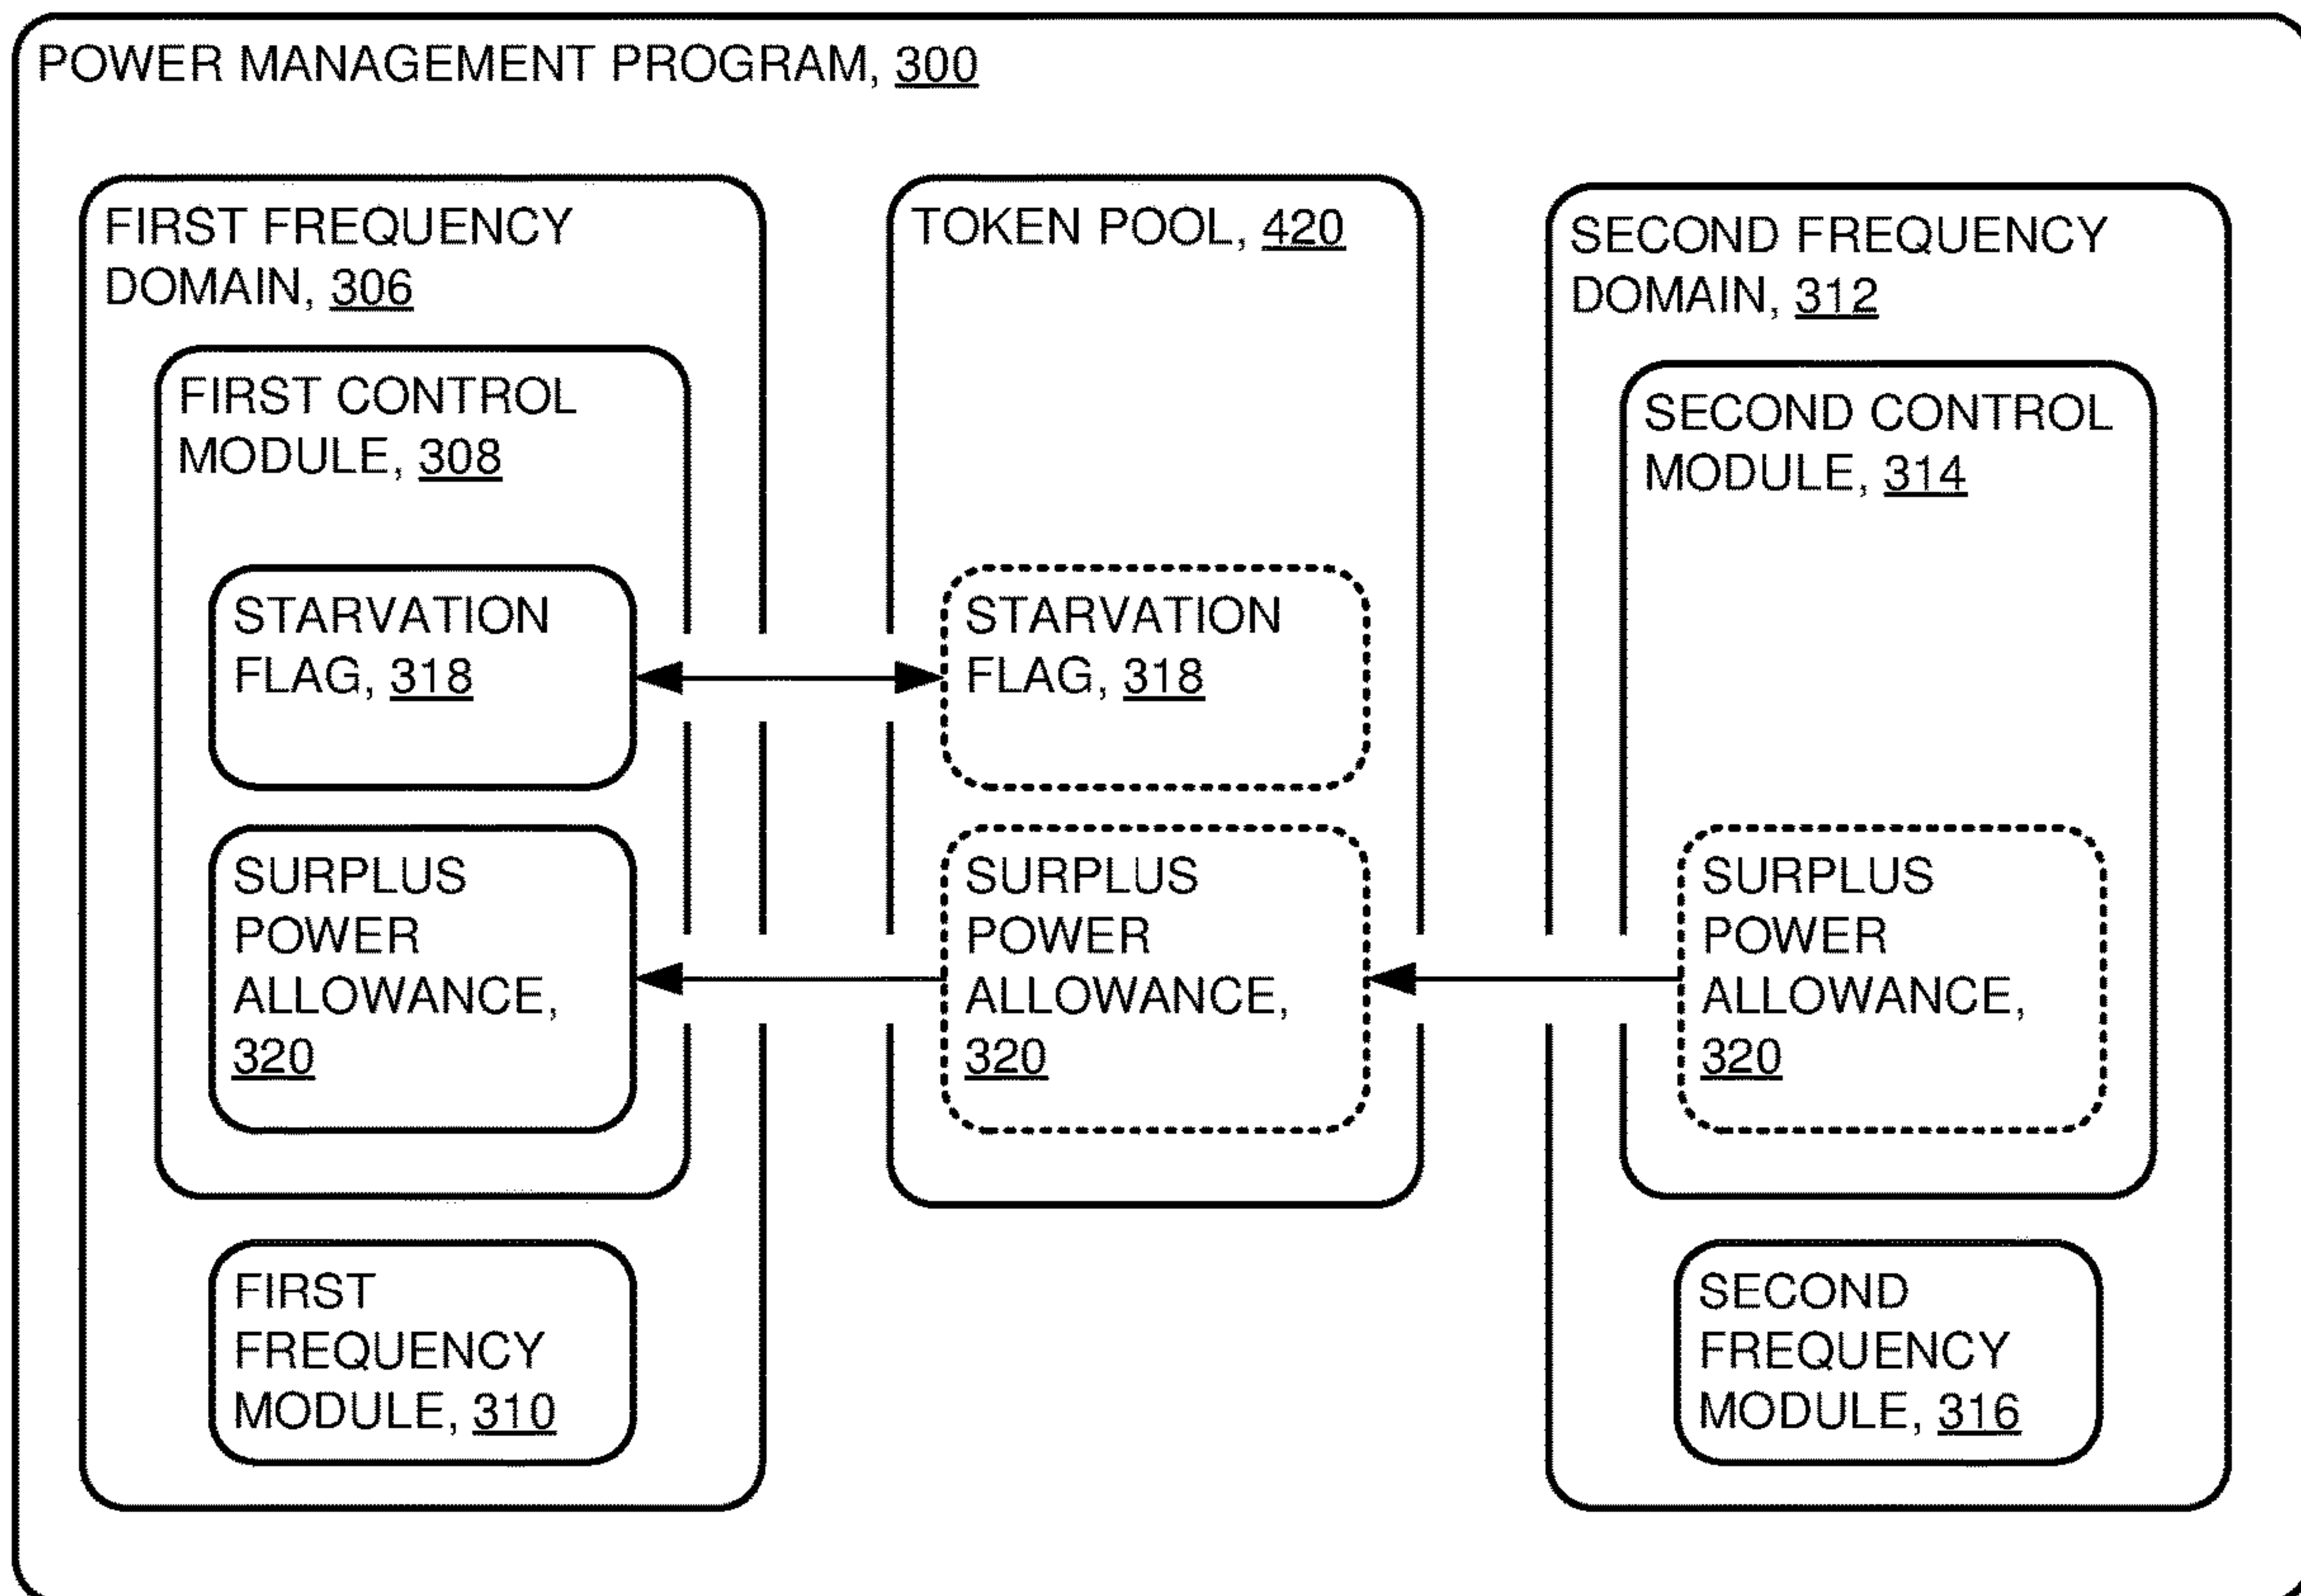 POWER MANAGEMENT PROGRAM, 300
FIRST FREQUENCY
DOMAIN, 306
FIRST CONTROL
MODULE, 308
STARVATION
FLAG, 318
SURPLUS
POWER
ALLOWANCE,
320
FIRST
FREQUENCY
MODULE, 310
TOKEN POOL, 420
STARVATION
FLAG, 318
SURPLUS
POWER
ALLOWANCE,
320
SECOND FREQUENCY
DOMAIN, 312
SECOND CONTROL
MODULE, 314
SURPLUS
POWER
ALLOWANCE,
320
SECOND
FREQUENCY
MODULE, 316